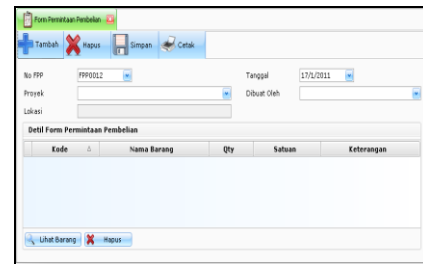 Form Permintaan Pembelian
Tambah Hapus Simpan Cetak
No FPP FPP0012 Tanggal 17/1/2011
Proyek Dibuat Oleh
Lokasi
Detil Form Permintaan Pembelian
Kode Nama Barang Qty Satuan Keterangan
Lihat Barang Hapus